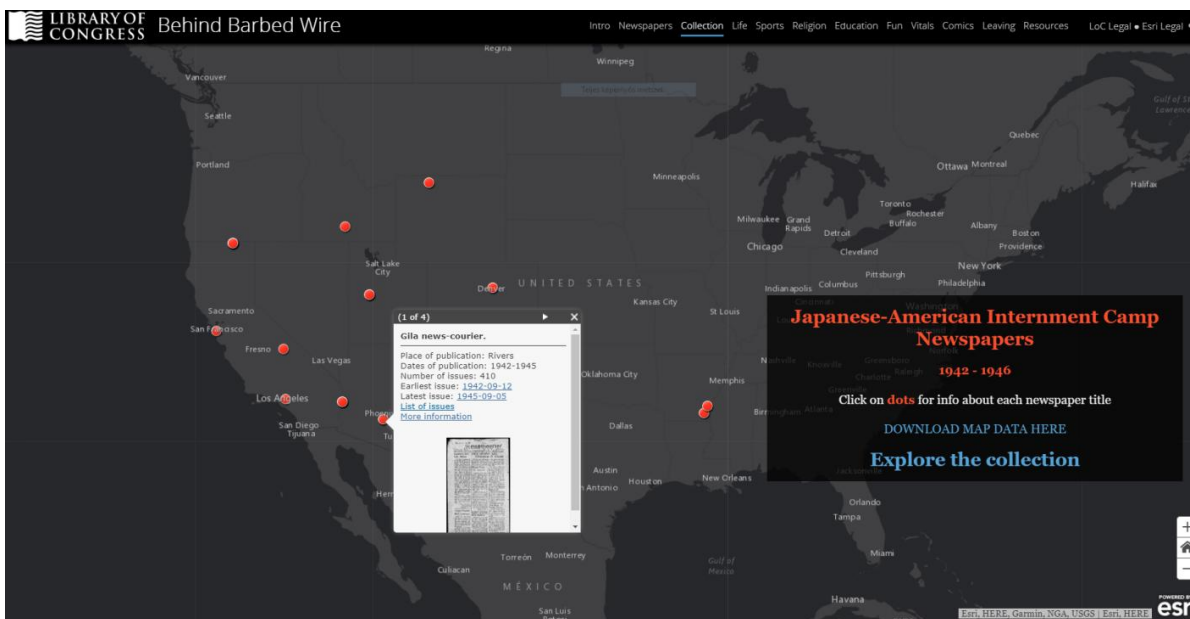 LIBRARY OF CONGRESS
Behind Barbed Wire
Intro Newspapers Collection Life Sports Religion Education Fun Vitals Comics Leaving Resources LoC Legal • Esri Legal
Regina
Winnipeg
Vancouver
Seattle
Gulf of
Quebec
Portland
Ottawa Montreal
Minneapolis
Halifax
Toronto
Rochester
Milwaukee Grand Rapids
Buffalo
Albany
Boston
Detroit
Chicago
Cleveland
Providence
Salt Lake City
New York
Pittsburgh
Denver
UNITED STATES
Indianapolis Columbus
Philadelphia
Kansas City
St Louis
Sacramento
San Francisco
Fresno
Las Vegas
Los Angeles
San Diego
Tijuana
Oklahoma City
Memphis
Dallas
Austin
Houston
New Orleans
(1 of 4)
Gila news-courier.
Place of publication: Rivers
Dates of publication: 1942-1945
Number of issues: 410
Earliest issue: 1942-09-12
Latest issue: 1945-09-05
List of issues
More information
Japanese-American Internment Camp
Newspapers
1942 - 1946
Click on dots for info about each newspaper title
DOWNLOAD MAP DATA HERE
Explore the collection
Orlando
Tampa
Miami
Gulf of Mexico
Torreón Monterrey
Culiacan
MÉXICO
Havana
San Luis
Esri, HERE, Garmin, NGA, USGS | Esri, HERE
POWERED BY
esri